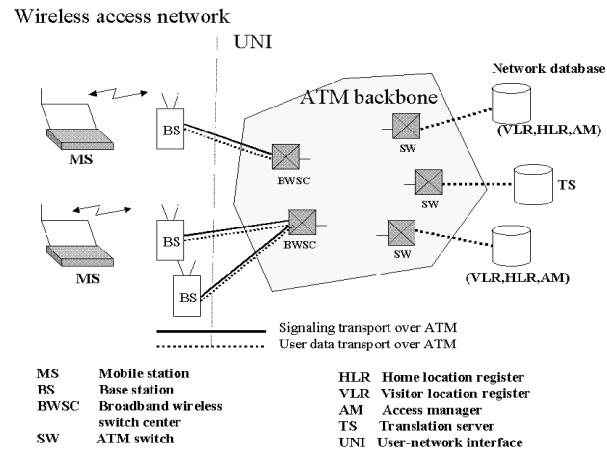 Wireless access network
UNI
Network database
ATM backbone
BS
SW
(VLR,HLR,AM)
MS
BWSC
SW
TS
BS
BWSC
SW
MS
(VLR,HLR,AM)
BS
Signaling transport over ATM
User data transport over ATM
MS Mobile station
BS Base station
BWSC Broadband wireless
switch center
SW ATM switch
HLR Home location register
VLR Visitor location register
AM Access manager
TS Translation server
UNI User-network interface